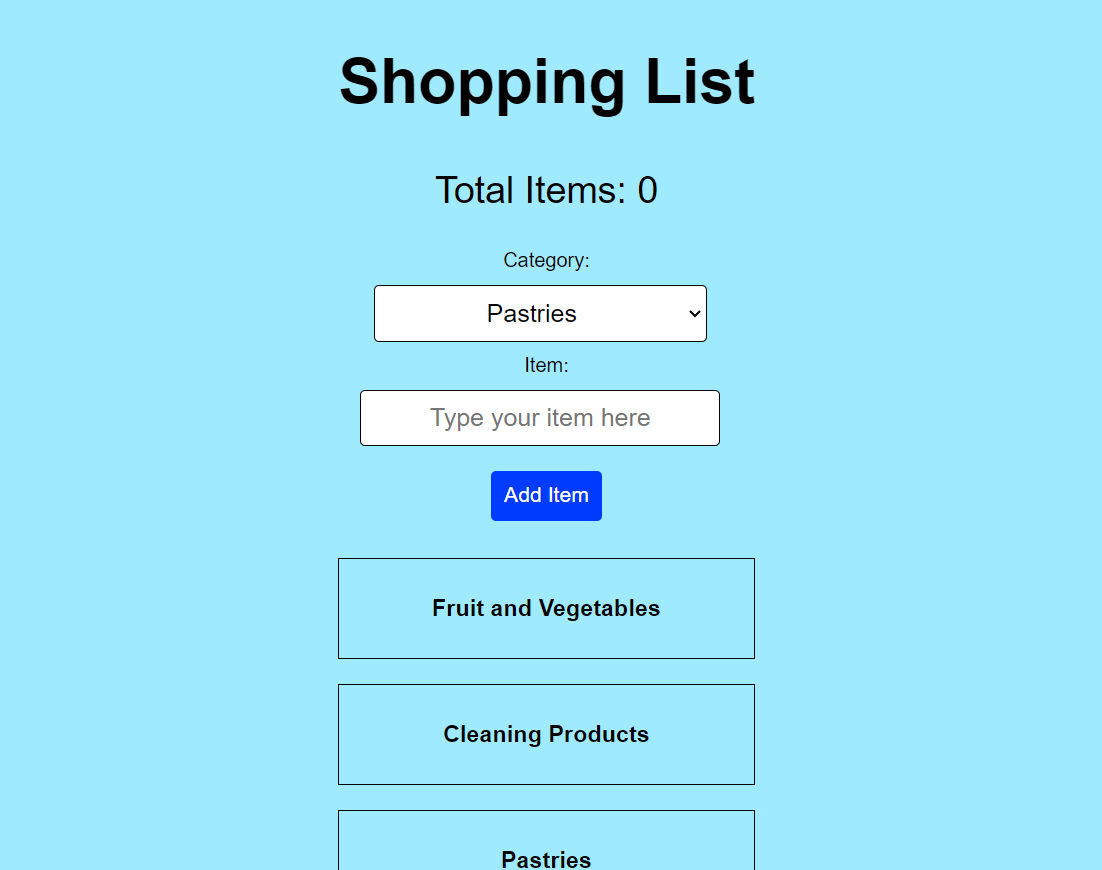 Shopping List
Total Items: 0
Category:
Pastries
Item:
Type your item here
Add Item
Fruit and Vegetables
Cleaning Products
Pastries